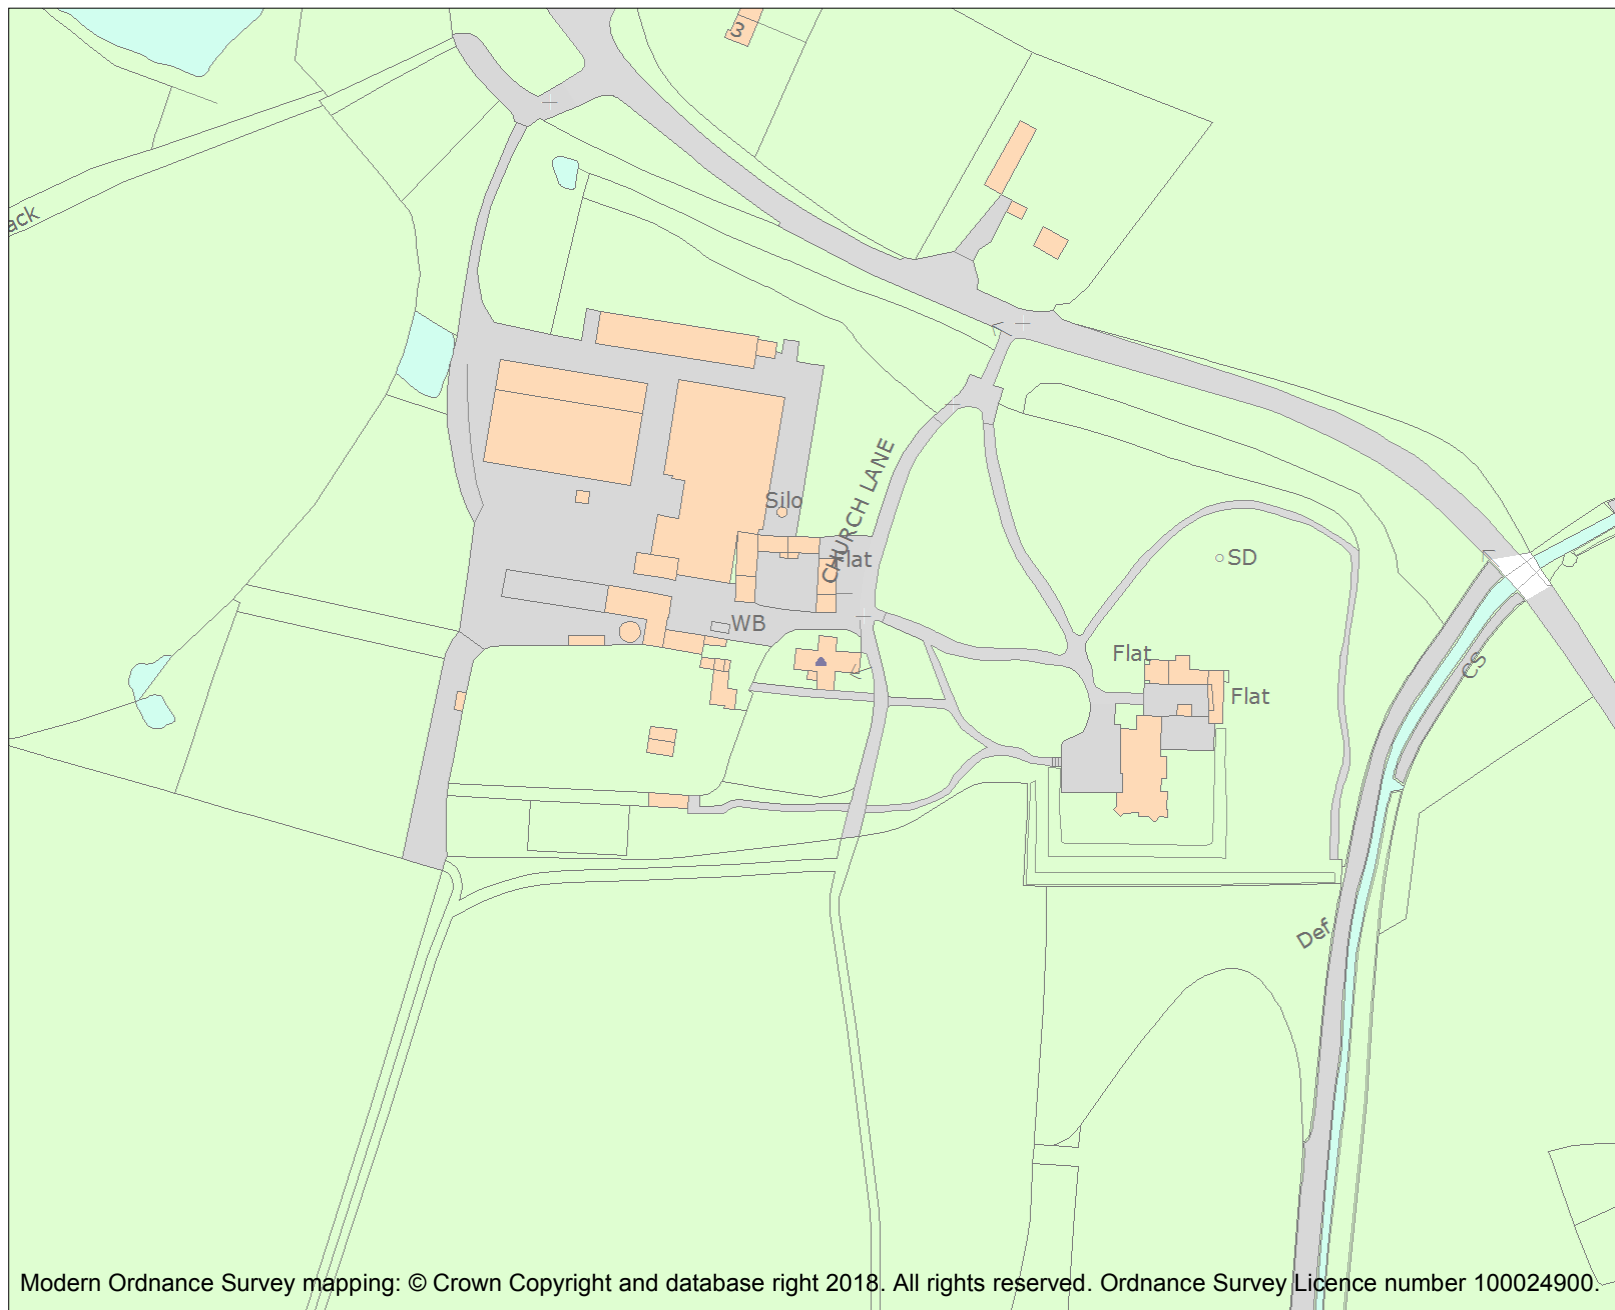 3
ack
CHURCH LANE
Silo
Flat
SD
WB
Flat
CS
Flat
Def
Modern Ordnance Survey mapping: © Crown Copyright and database right 2018. All rights reserved. Ordnance Survey Licence number 100024900.